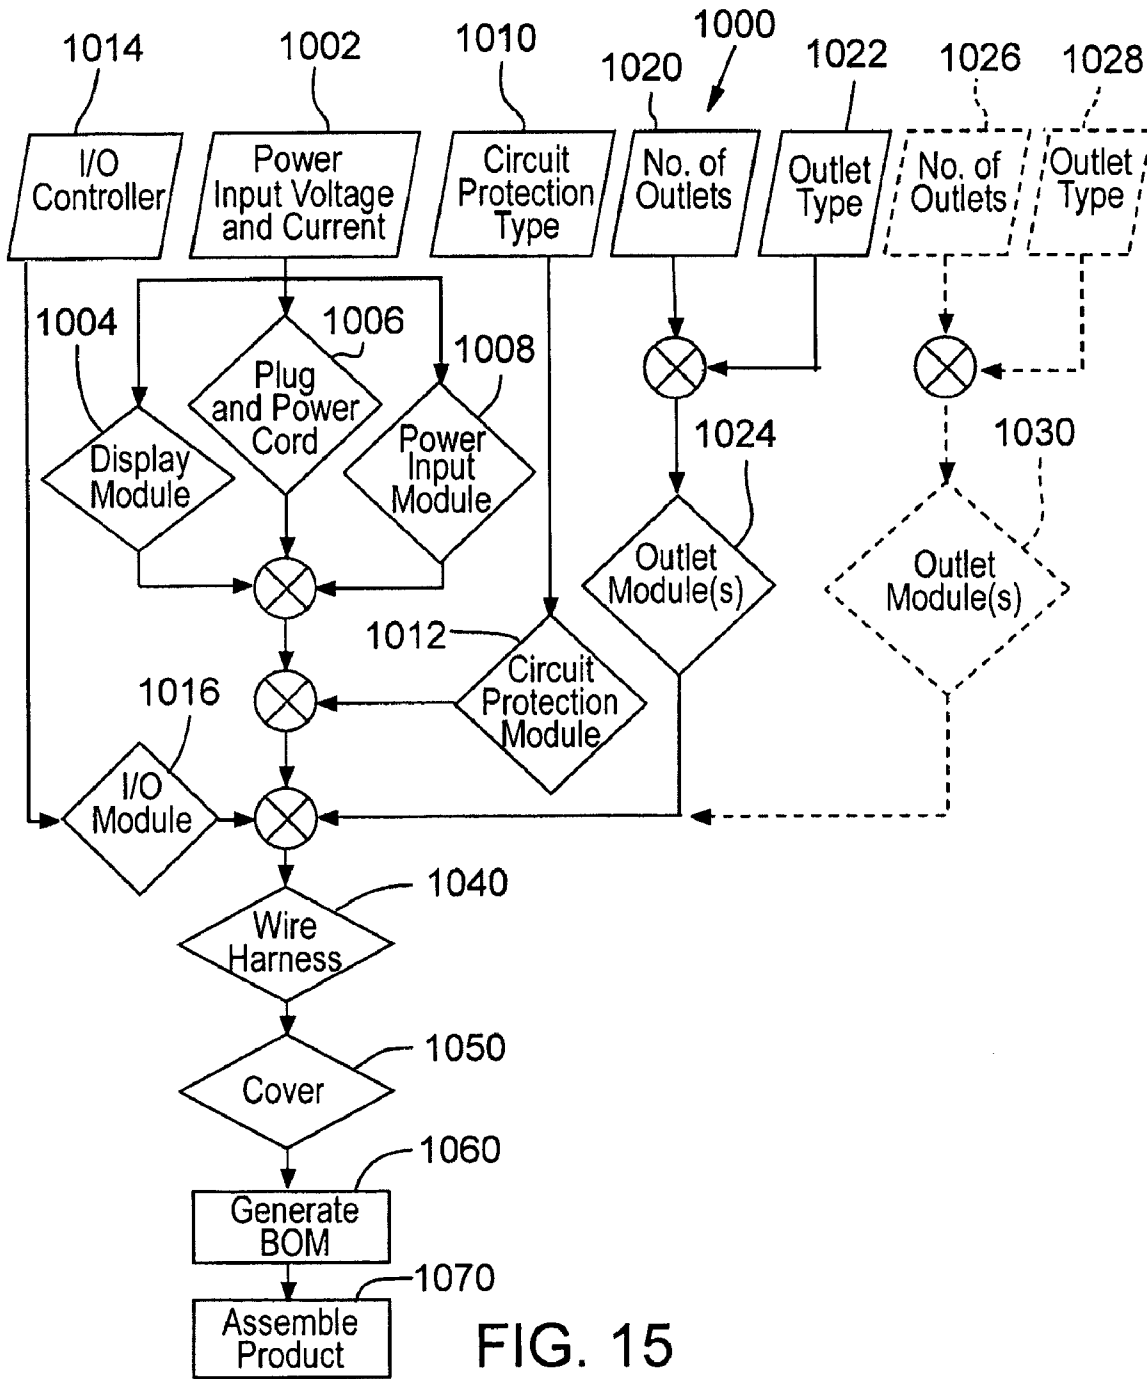 1014
1002
1010
1000
1020
1022
1026
1028
I/O
Controller
Power
Input Voltage
and Current
Circuit
Protection
Type
No. of
Outlets
Outlet
Type
No. of
Outlets
Outlet
Type
1004
1006
1008
Plug
and Power
Cord
Display
Module
Power
Input
Module
1024
1030
Outlet
Module(s)
Outlet
Module(s)
1012
Circuit
Protection
Module
1016
I/O
Module
1040
Wire
Harness
1050
Cover
1060
Generate
BOM
1070
Assemble
Product
FIG. 15